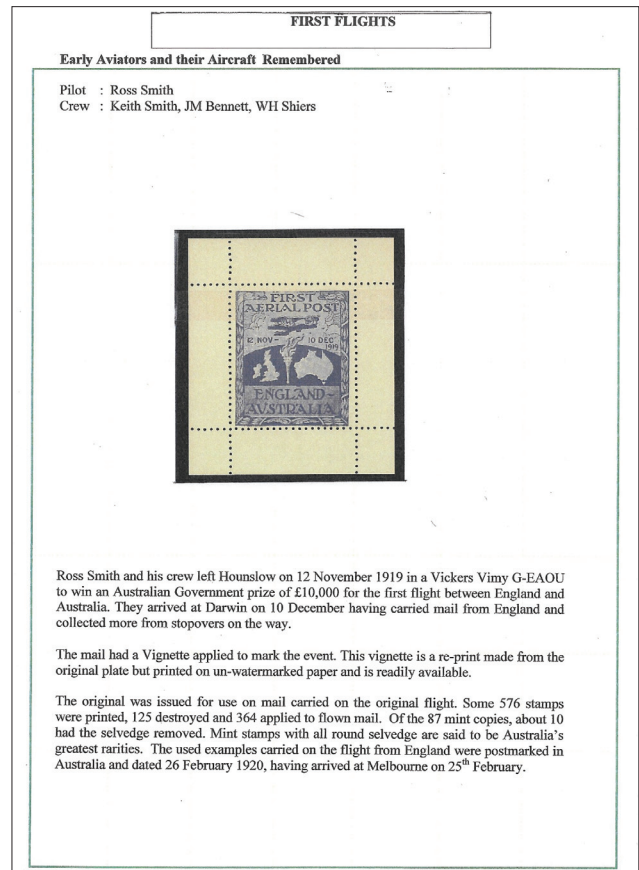 FIRST FLIGHTS
Early Aviators and their Aircraft Remembered
Pilot : Ross Smith
Crew : Keith Smith, JM Bennett, WH Shiers
FIRST
AERIAL POST
12 NOV - 10 DEC
1919
ENGLAND -
AVSTRALIA
Ross Smith and his crew left Hounslow on 12 November 1919 in a Vickers Vimy G-EAOU
to win an Australian Government prize of £10,000 for the first flight between England and
Australia. They arrived at Darwin on 10 December having carried mail from England and
collected more from stopovers on the way.
The mail had a Vignette applied to mark the event. This vignette is a re-print made from the
original plate but printed on un-watermarked paper and is readily available.
The original was issued for use on mail carried on the original flight. Some 576 stamps
were printed, 125 destroyed and 364 applied to flown mail. Of the 87 mint copies, about 10
had the selvedge removed. Mint stamps with all round selvedge are said to be Australia's
greatest rarities. The used examples carried on the flight from England were postmarked in
Australia and dated 26 February 1920, having arrived at Melbourne on 25th February.